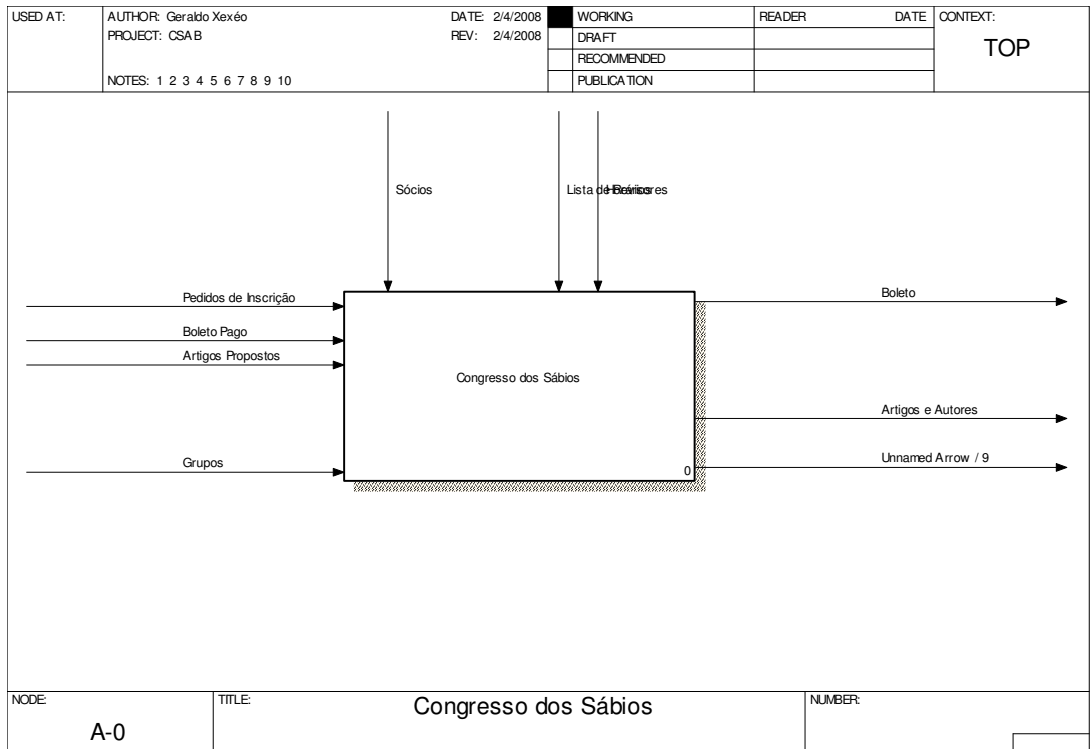 USED AT:
AUTHOR: Geraldo Xexéo
DATE: 2/4/2008
PROJECT: CSAB
REV: 2/4/2008
NOTES: 1 2 3 4 5 6 7 8 9 10
WORKING
DRAFT
RECOMMENDED
PUBLICATION
READER
DATE
CONTEXT:
TOP
Sócios
Lista de
Pedidos de Inscrição
Boleto Pago
Artigos Propostos
Grupos
Congresso dos Sábios
0
Boleto
Artigos e Autores
Unnamed Arrow / 9
NODE:
A-0
TITLE:
Congresso dos Sábios
NUMBER: